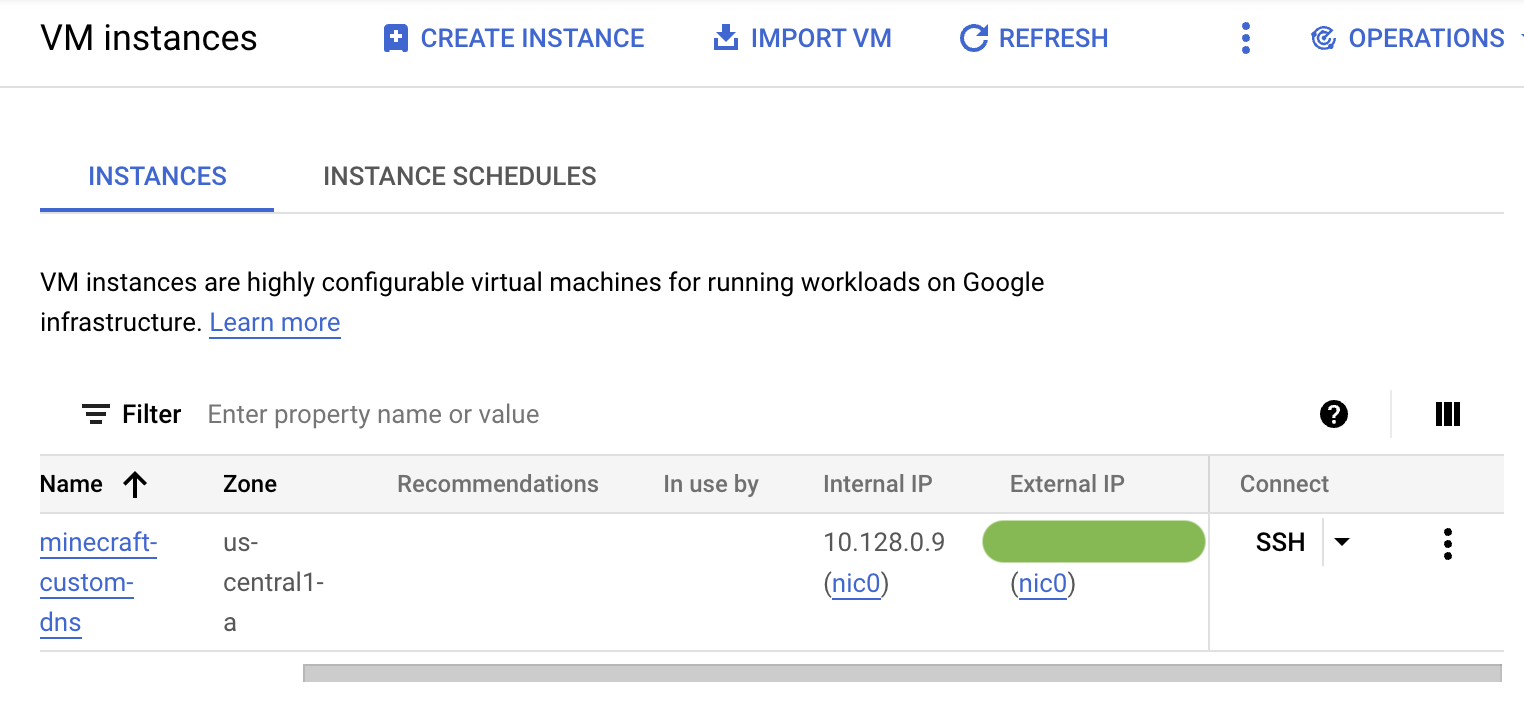 VM instances CREATE INSTANCE IMPORT VM REFRESH OPERATIONS
INSTANCES INSTANCE SCHEDULES
VM instances are highly configurable virtual machines for running workloads on Google
infrastructure. Learn more
Filter Enter property name or value
Name Zone Recommendations In use by Internal IP External IP Connect
minecraft- us- 10.128.0.9 SSH
custom- central1- (nic0) (nic0)
dns a